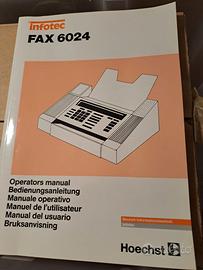 infotec
FAX 6024
Operators manual
Bedienungsanleitung
Manuale operativo
Manuel de l'utilisateur
Manual del usuario
Bruksanvisning
Hoechst